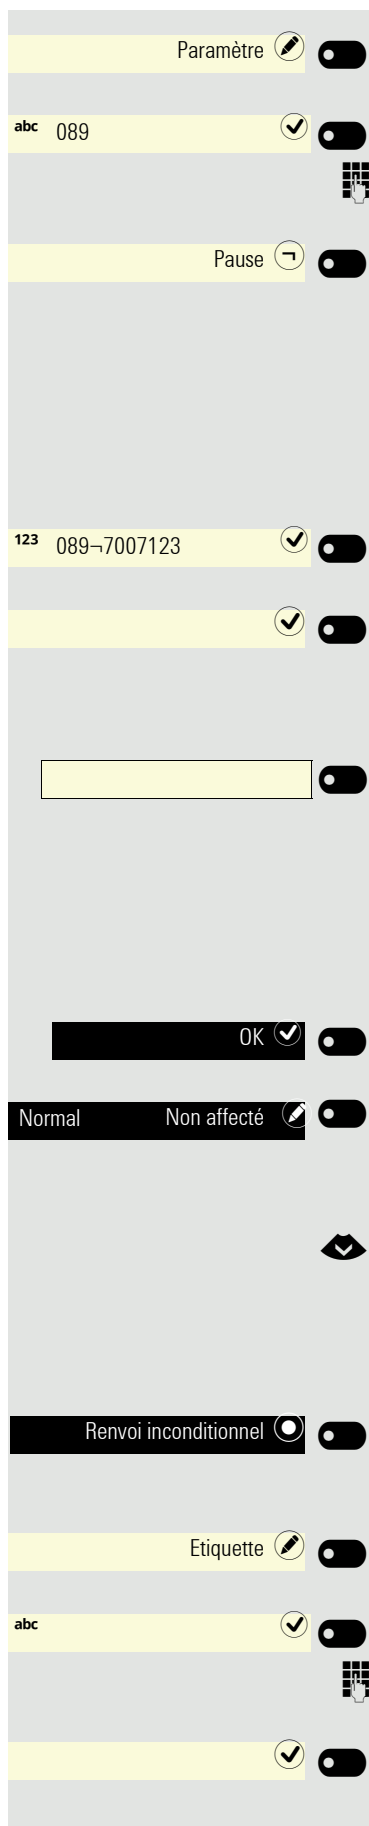 Paramètre
abc 089
Pause
123 089¬7007123
OK
Normal Non affecté
Renvoi inconditionnel
Etiquette
abc